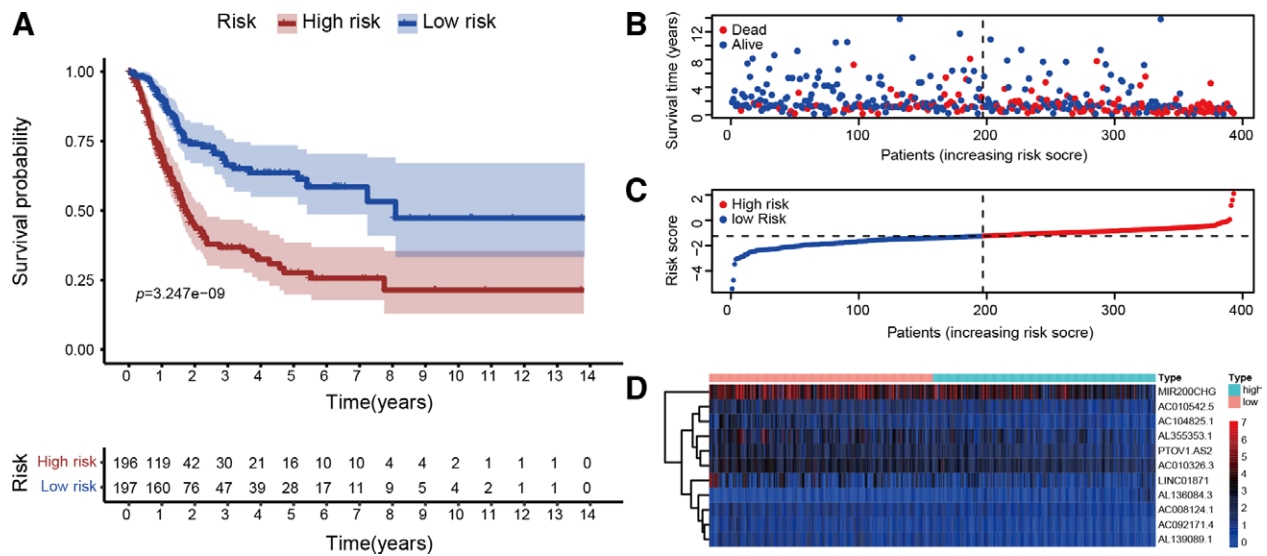 A
Risk High risk Low risk
Survival probability
1.00
0.75
0.50
0.25
0.00
p=3.247e−09
0 1 2 3 4 5 6 7 8 9 10 11 12 13 14
Time(years)
Risk
High risk 196 119 42 30 21 16 10 10 4 4 2 1 1 1 0
Low risk 197 160 76 47 39 28 17 11 9 5 4 2 1 1 0
0 1 2 3 4 5 6 7 8 9 10 11 12 13 14
Time(years)
B
Survival time (years)
12
8
4
0
Dead
Alive
0 100 200 300 400
Patients (increasing risk socre)
C
Risk score
2
0
−2
−4
High risk
low Risk
0 100 200 300 400
Patients (increasing risk socre)
D
Type
MIR200CHG
AC010542.5
AC104825.1
AL355353.1
PTOV1.AS2
AC010326.3
LINC01871
AL136084.3
AC008124.1
AC092171.4
AL139089.1
Type
high
low
7
6
5
4
3
2
1
0